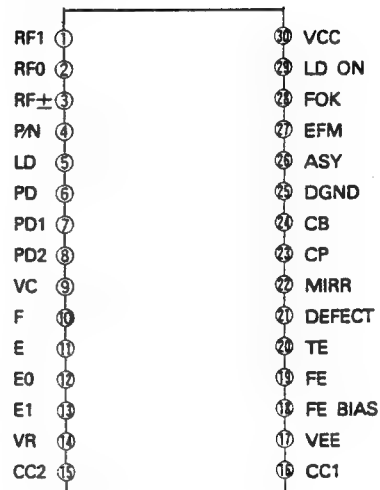 RF1 ① ㉚ VCC
RF0 ② ㉙ LD ON
RF± ③ ㉘ FOK
P/N ④ ㉗ EFM
LD ⑤ ㉖ ASY
PD ⑥ ㉕ DGND
PD1 ⑦ ㉔ CB
PD2 ⑧ ㉓ CP
VC ⑨ ㉒ MIRR
F ⑩ ㉑ DEFECT
E ⑪ ⑳ TE
E0 ⑫ ⑲ FE
E1 ⑬ ⑱ FE BIAS
VR ⑭ ⑰ VEE
CC2 ⑮ ⑯ CC1